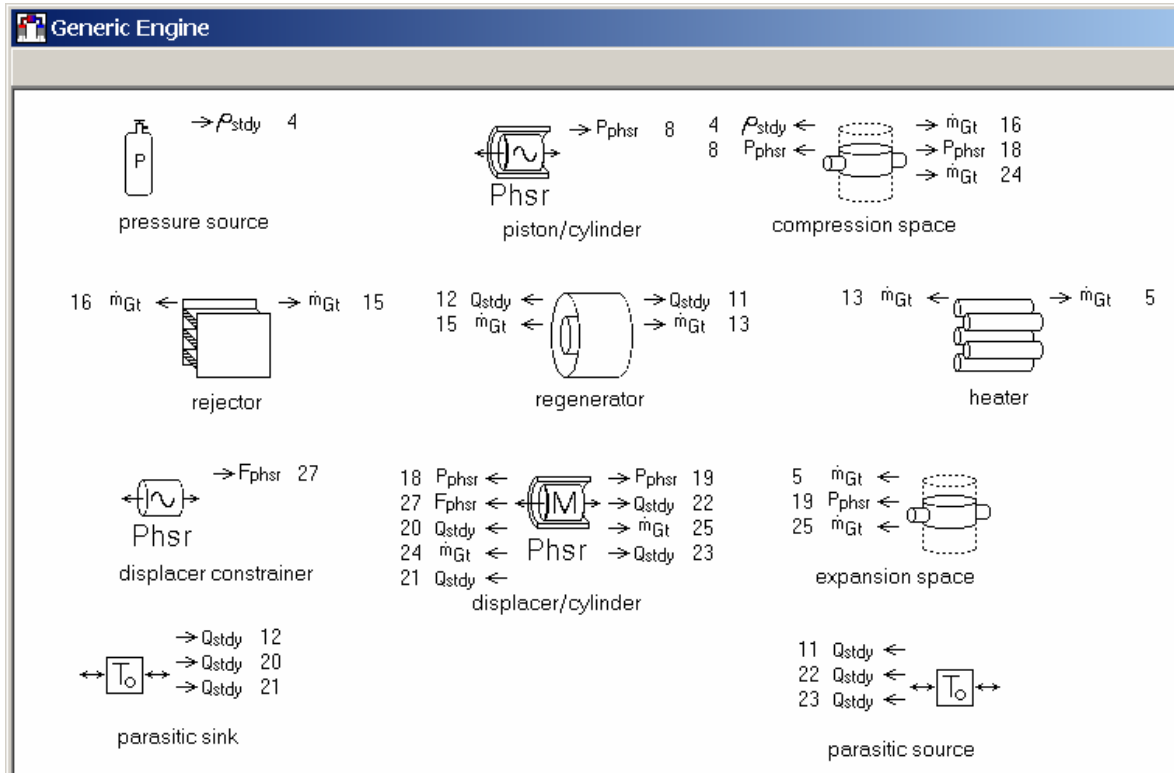 Generic Engine
→ ρstdy 4
P
pressure source
→ Pphsr 8
Phsr
piston/cylinder
4 ρstdy ← → ṁGt 16
8 Pphsr ← → Pphsr 18
→ ṁGt 24
compression space
16 ṁGt ← → ṁGt 15
rejector
12 Qstdy ← → Qstdy 11
15 ṁGt ← → ṁGt 13
regenerator
13 ṁGt ← → ṁGt 5
heater
→ Fphsr 27
Phsr
displacer constrainer
18 Pphsr ← → Pphsr 19
27 Fphsr ← M → Qstdy 22
20 Qstdy ← → ṁGt 25
24 ṁGt ← Phsr → Qstdy 23
21 Qstdy ←
displacer/cylinder
5 ṁGt ←
19 Pphsr ←
25 ṁGt ←
expansion space
→ Qstdy 12
→ Qstdy 20
→ Qstdy 21
To
parasitic sink
11 Qstdy ←
22 Qstdy ←
23 Qstdy ←
To
parasitic source